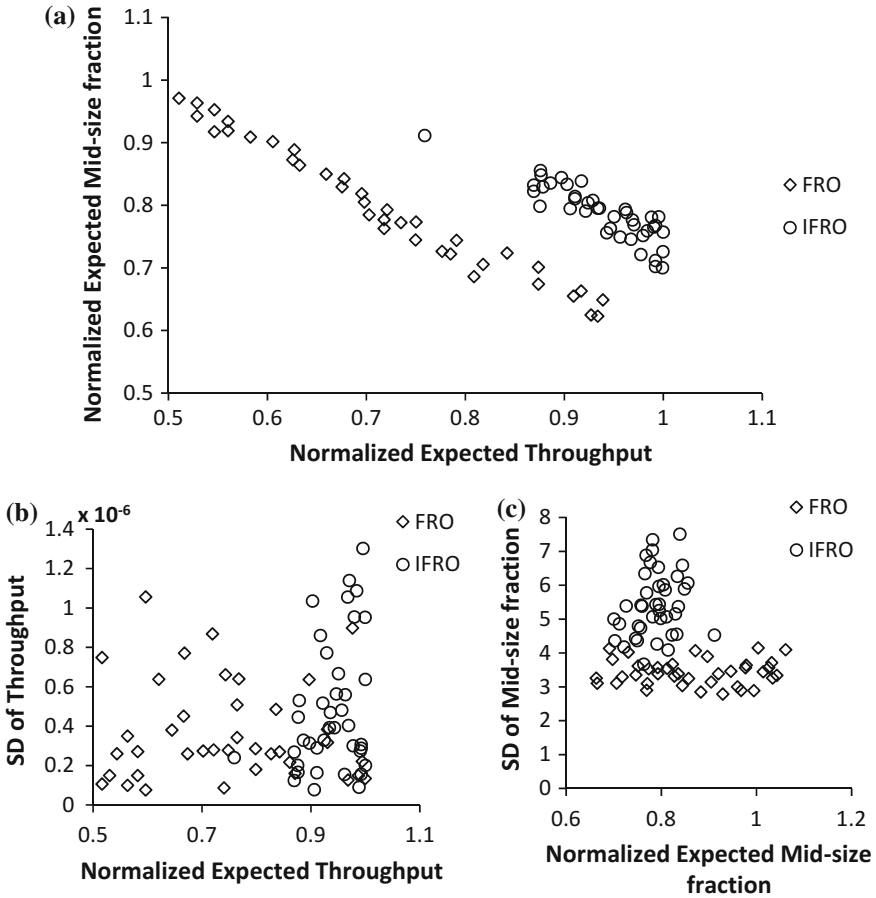 (a)
Normalized Expected Mid-size fraction
1.1
1
0.9
0.8
0.7
0.6
0.5
0.5 0.6 0.7 0.8 0.9 1 1.1
Normalized Expected Throughput
FRO
IFRO
(b)
x 10-6
SD of Throughput
1.4
1.2
1
0.8
0.6
0.4
0.2
0
0.5 0.7 0.9 1.1
Normalized Expected Throughput
FRO
IFRO
(c)
SD of Mid-size fraction
8
7
6
5
4
3
2
1
0
0.6 0.8 1 1.2
Normalized Expected Mid-size
fraction
FRO
IFRO